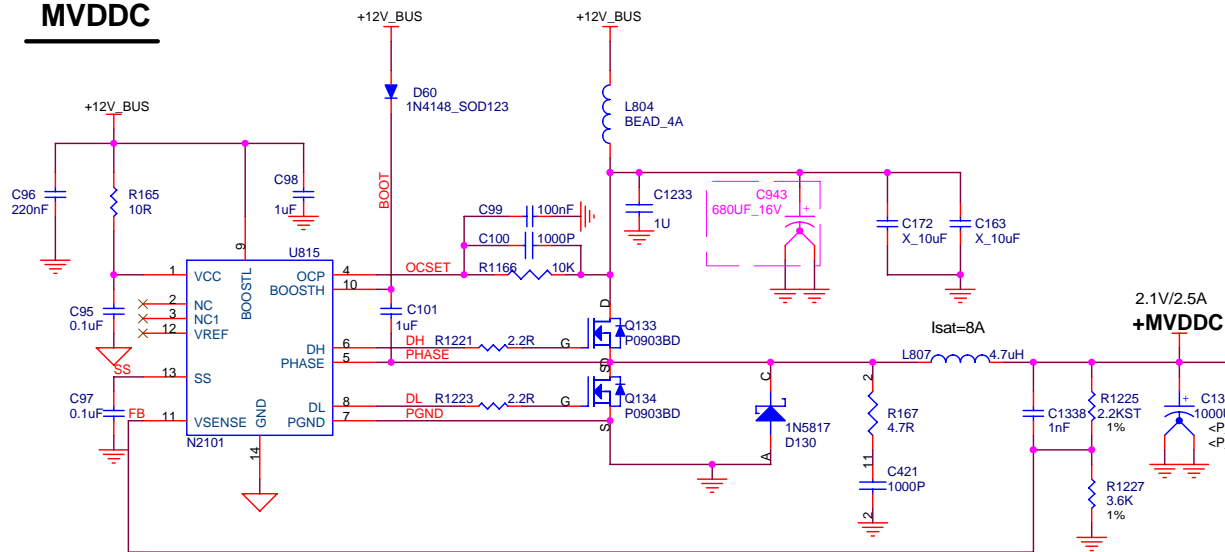 MVDDC
+12V_BUS
+12V_BUS
D60
1N4148_SOD123
L804
BEAD_4A
+12V_BUS
C96
220nF
R165
10R
C98
1uF
BOOT
C99
100nF
C100
1000P
R1166
10K
C1233
1U
C943
680UF_16V
+
C172
X_10uF
C163
X_10uF
U815
9
BOOSTL
1
VCC
2
NC
3
NC1
12
VREF
13
SS
11
VSENSE
GND
14
N2101
OCP
4
OCSET
BOOSTH
10
DH
6
DH
R1221
2.2R
G
PHASE
5
PHASE
DL
8
DL
R1223
2.2R
G
PGND
7
PGND
C95
0.1uF
SS
C97
0.1uF
FB
C101
1uF
D
Q133
P0903BD
Q134
P0903BD
S
C
1N5817
D130
A
2
R167
4.7R
11
C421
1000P
2
Isat=8A
L807
4.7uH
2.1V/2.5A
+MVDDC
C1338
1nF
R1225
2.2KST
1%
R1227
3.6K
1%
+